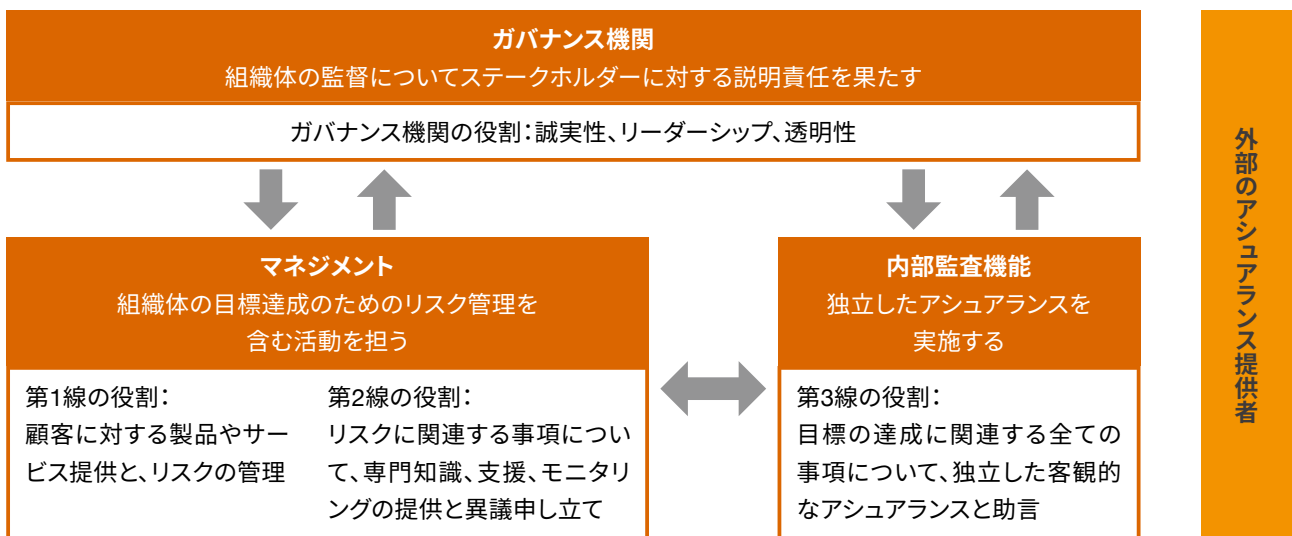 ガバナンス機関
組織体の監督についてステークホルダーに対する説明責任を果たす
ガバナンス機関の役割：誠実性、リーダーシップ、透明性
マネジメント
組織体の目標達成のためのリスク管理を
含む活動を担う
第1線の役割：
顧客に対する製品やサー
ビス提供と、リスクの管理
第2線の役割：
リスクに関連する事項につい
て、専門知識、支援、モニタリ
ングの提供と異議申し立て
内部監査機能
独立したアシュアランスを
実施する
第3線の役割：
目標の達成に関連する全ての
事項について、独立した客観的
なアシュアランスと助言
外部のアシュアランス提供者